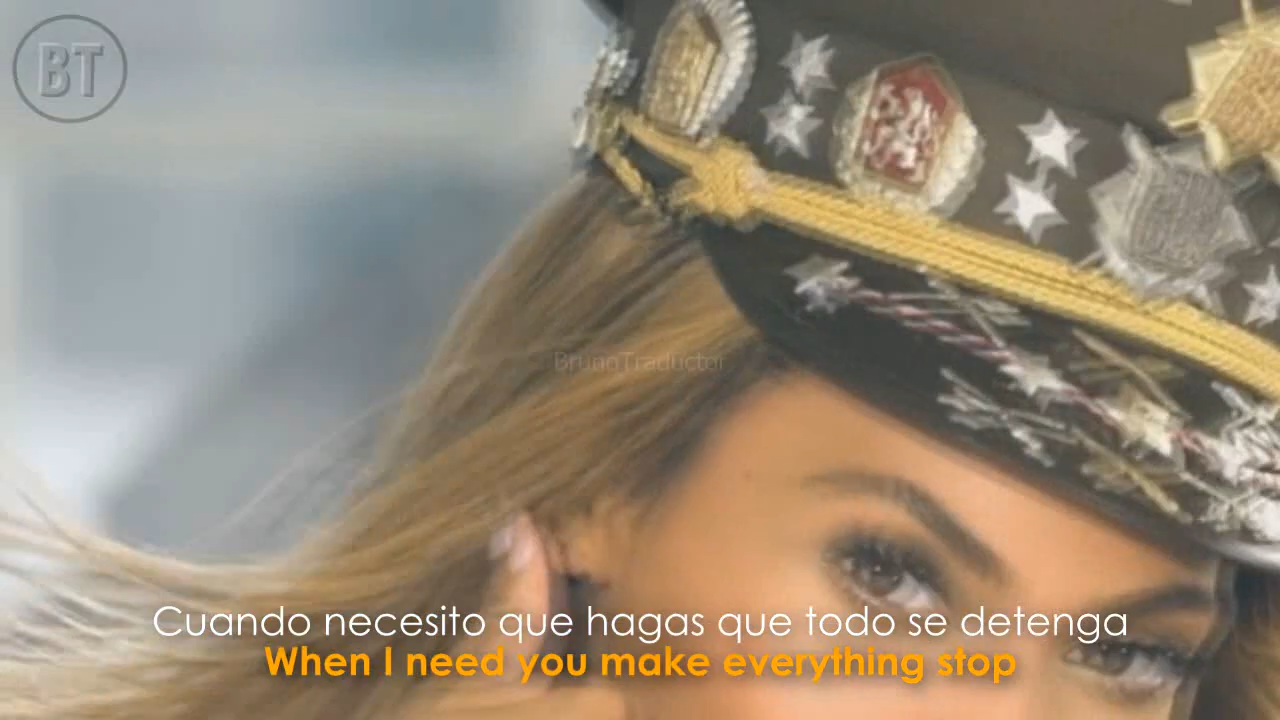 BT
BrunoTraductor
Cuando necesito que hagas que todo se detenga
When I need you make everything stop